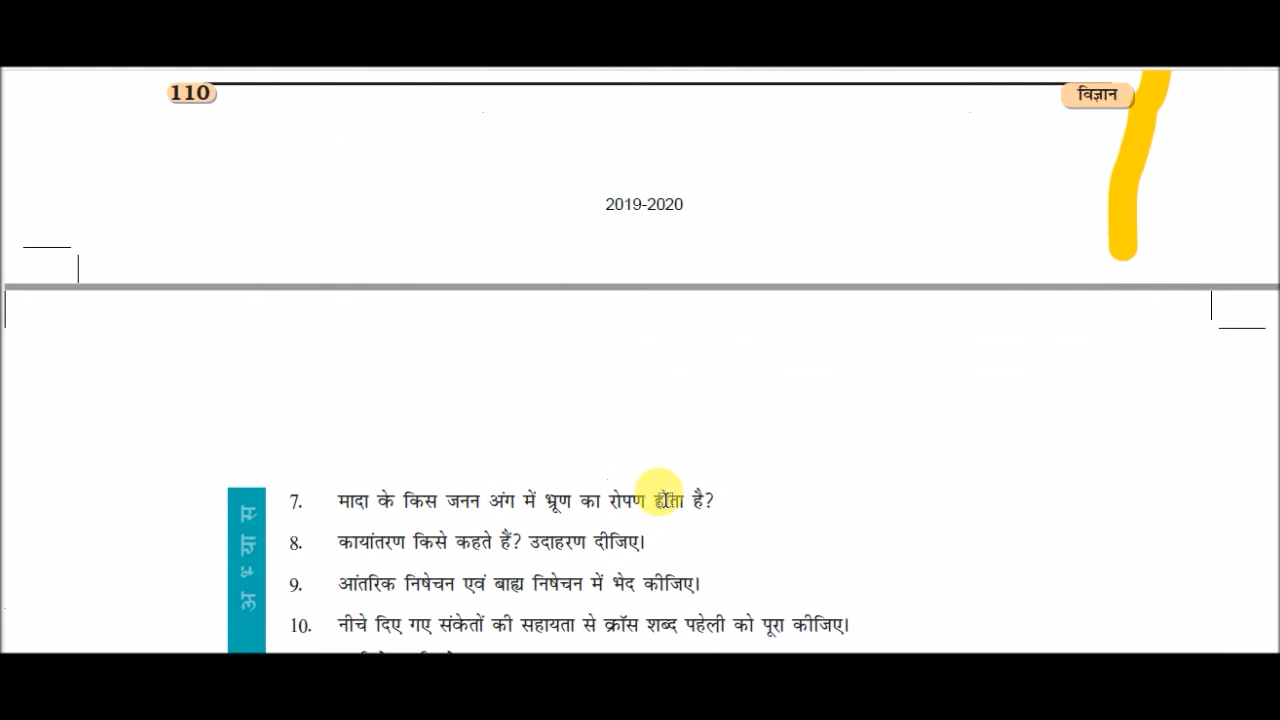 110
विज्ञान
2019-2020
अभ्यास
7. मादा के किस जनन अंग में भ्रूण का रोपण होता है?
8. कायांतरण किसे कहते हैं? उदाहरण दीजिए।
9. आंतरिक निषेचन एवं बाह्य निषेचन में भेद कीजिए।
10. नीचे दिए गए संकेतों की सहायता से क्रॉस शब्द पहेली को पूरा कीजिए।